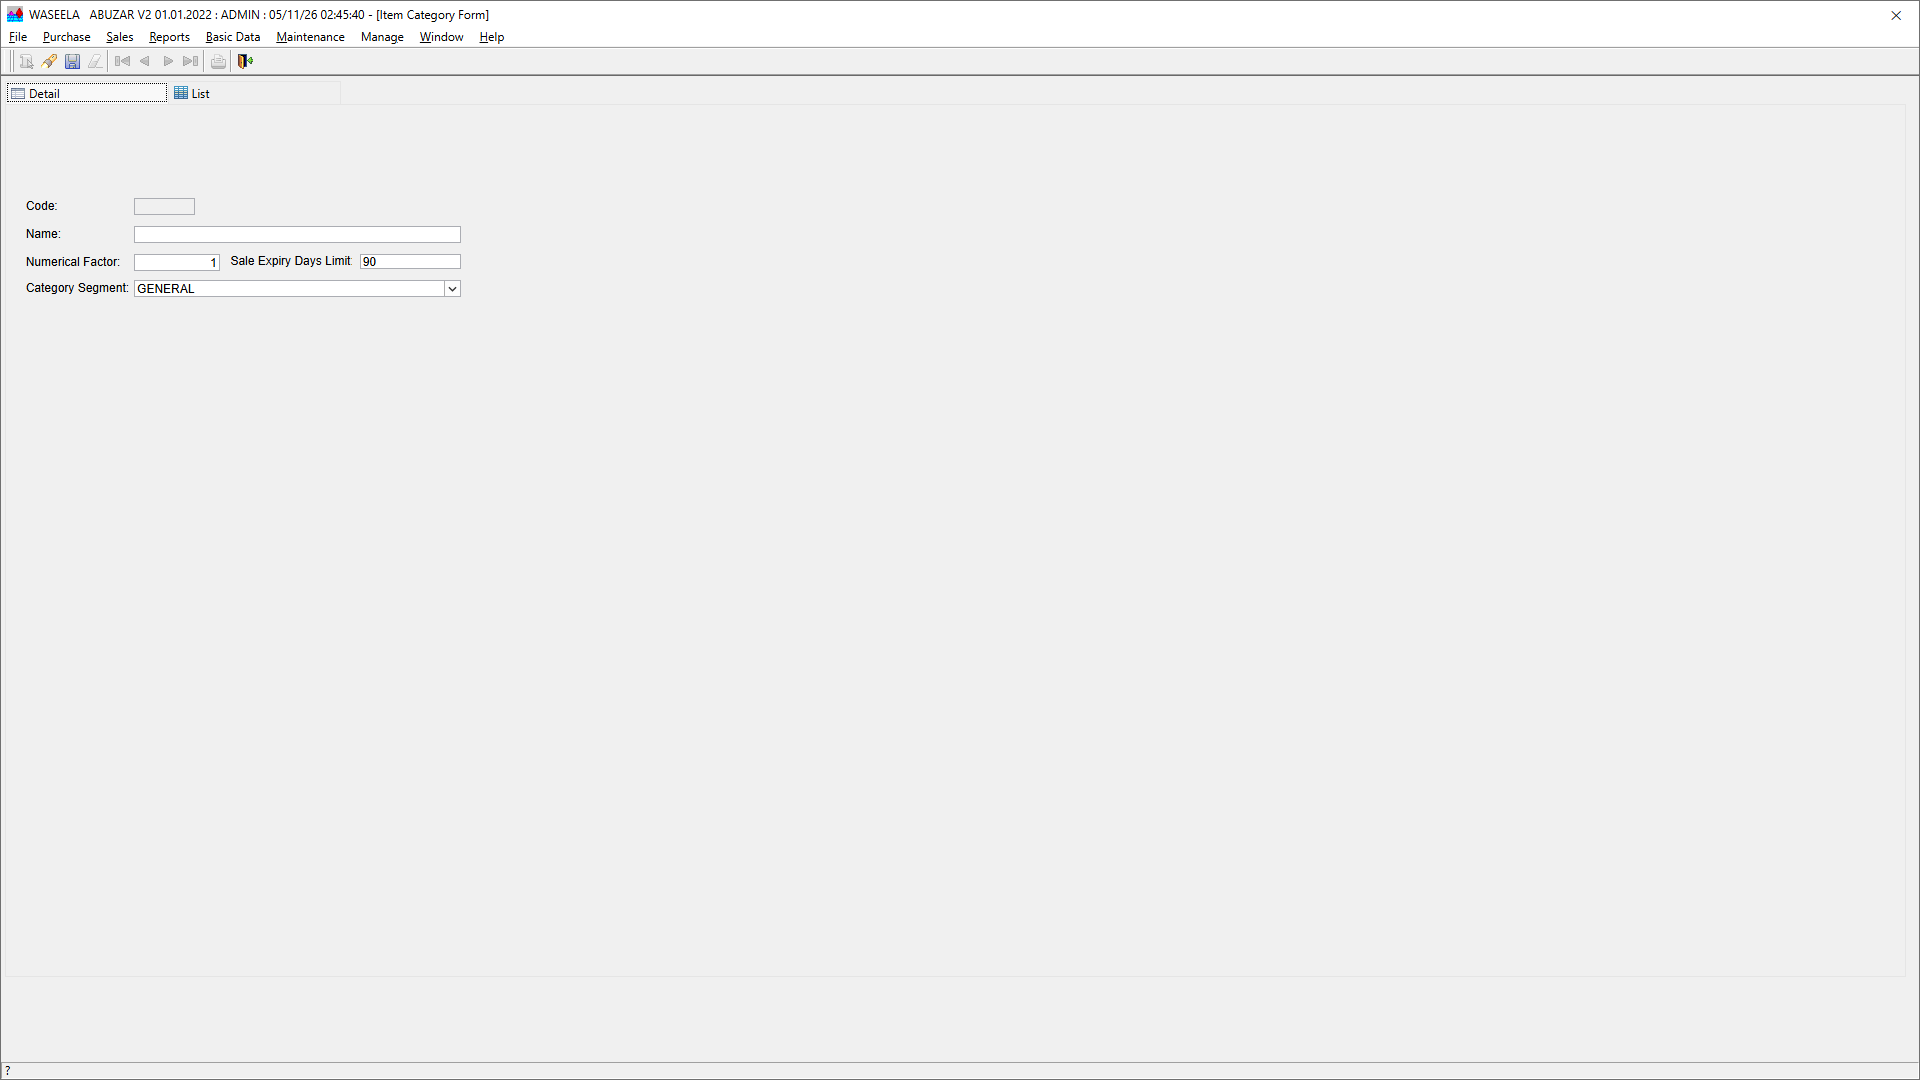 WASEELA   ABUZAR V2 01.01.2022 : ADMIN : 05/11/26 02:45:40 - [Item Category Form]
File Purchase Sales Reports Basic Data Maintenance Manage Window Help
Detail List
Code:
Name:
Numerical Factor: 1 Sale Expiry Days Limit: 90
Category Segment: GENERAL
?